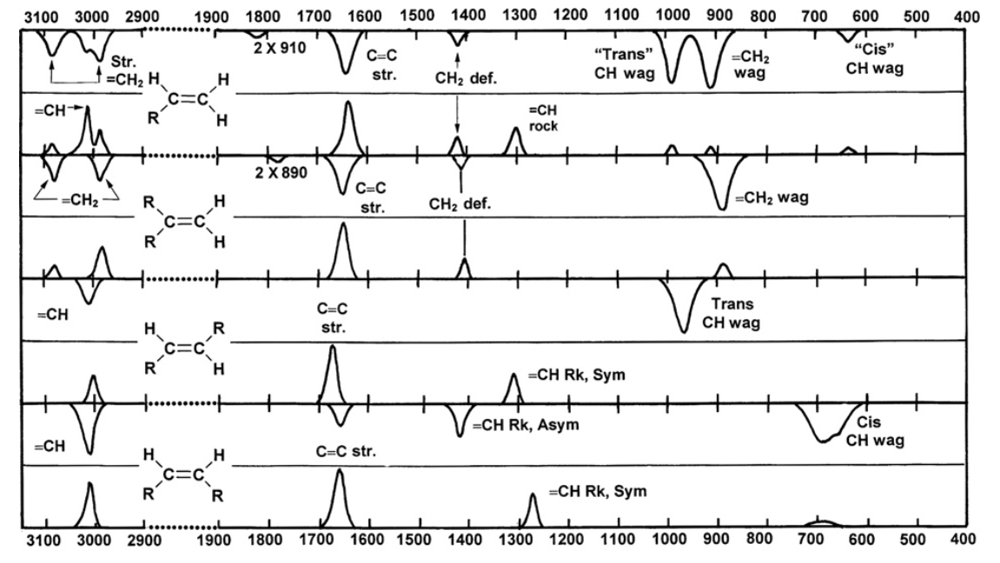 3100 3000 2900 1900 1800 1700 1600 1500 1400 1300 1200 1100 1000 900 800 700 600 500 400
Str.
=CH2
2 X 910
C=C
str.
CH2 def.
"Trans"
CH wag
=CH2
wag
"Cis"
CH wag
H H
C=C
R H
=CH
=CH
rock
=CH2
2 X 890
C=C
str.
CH2 def.
=CH2 wag
R H
C=C
R H
=CH
C=C
str.
Trans
CH wag
H R
C=C
R H
=CH Rk, Sym
=CH
=CH Rk, Asym
Cis
CH wag
C=C str.
H H
C=C
R R
=CH Rk, Sym
3100 3000 2900 1900 1800 1700 1600 1500 1400 1300 1200 1100 1000 900 800 700 600 500 400